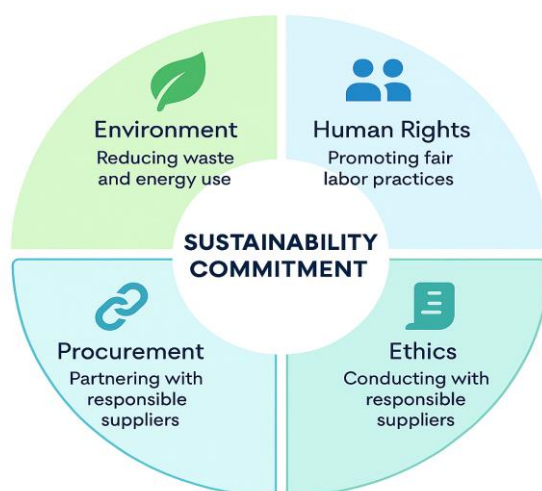 Environment
Reducing waste
and energy use
Human Rights
Promoting fair
labor practices
SUSTAINABILITY
COMMITMENT
Procurement
Partnering with
responsible
suppliers
Ethics
Conducting with
responsible
suppliers